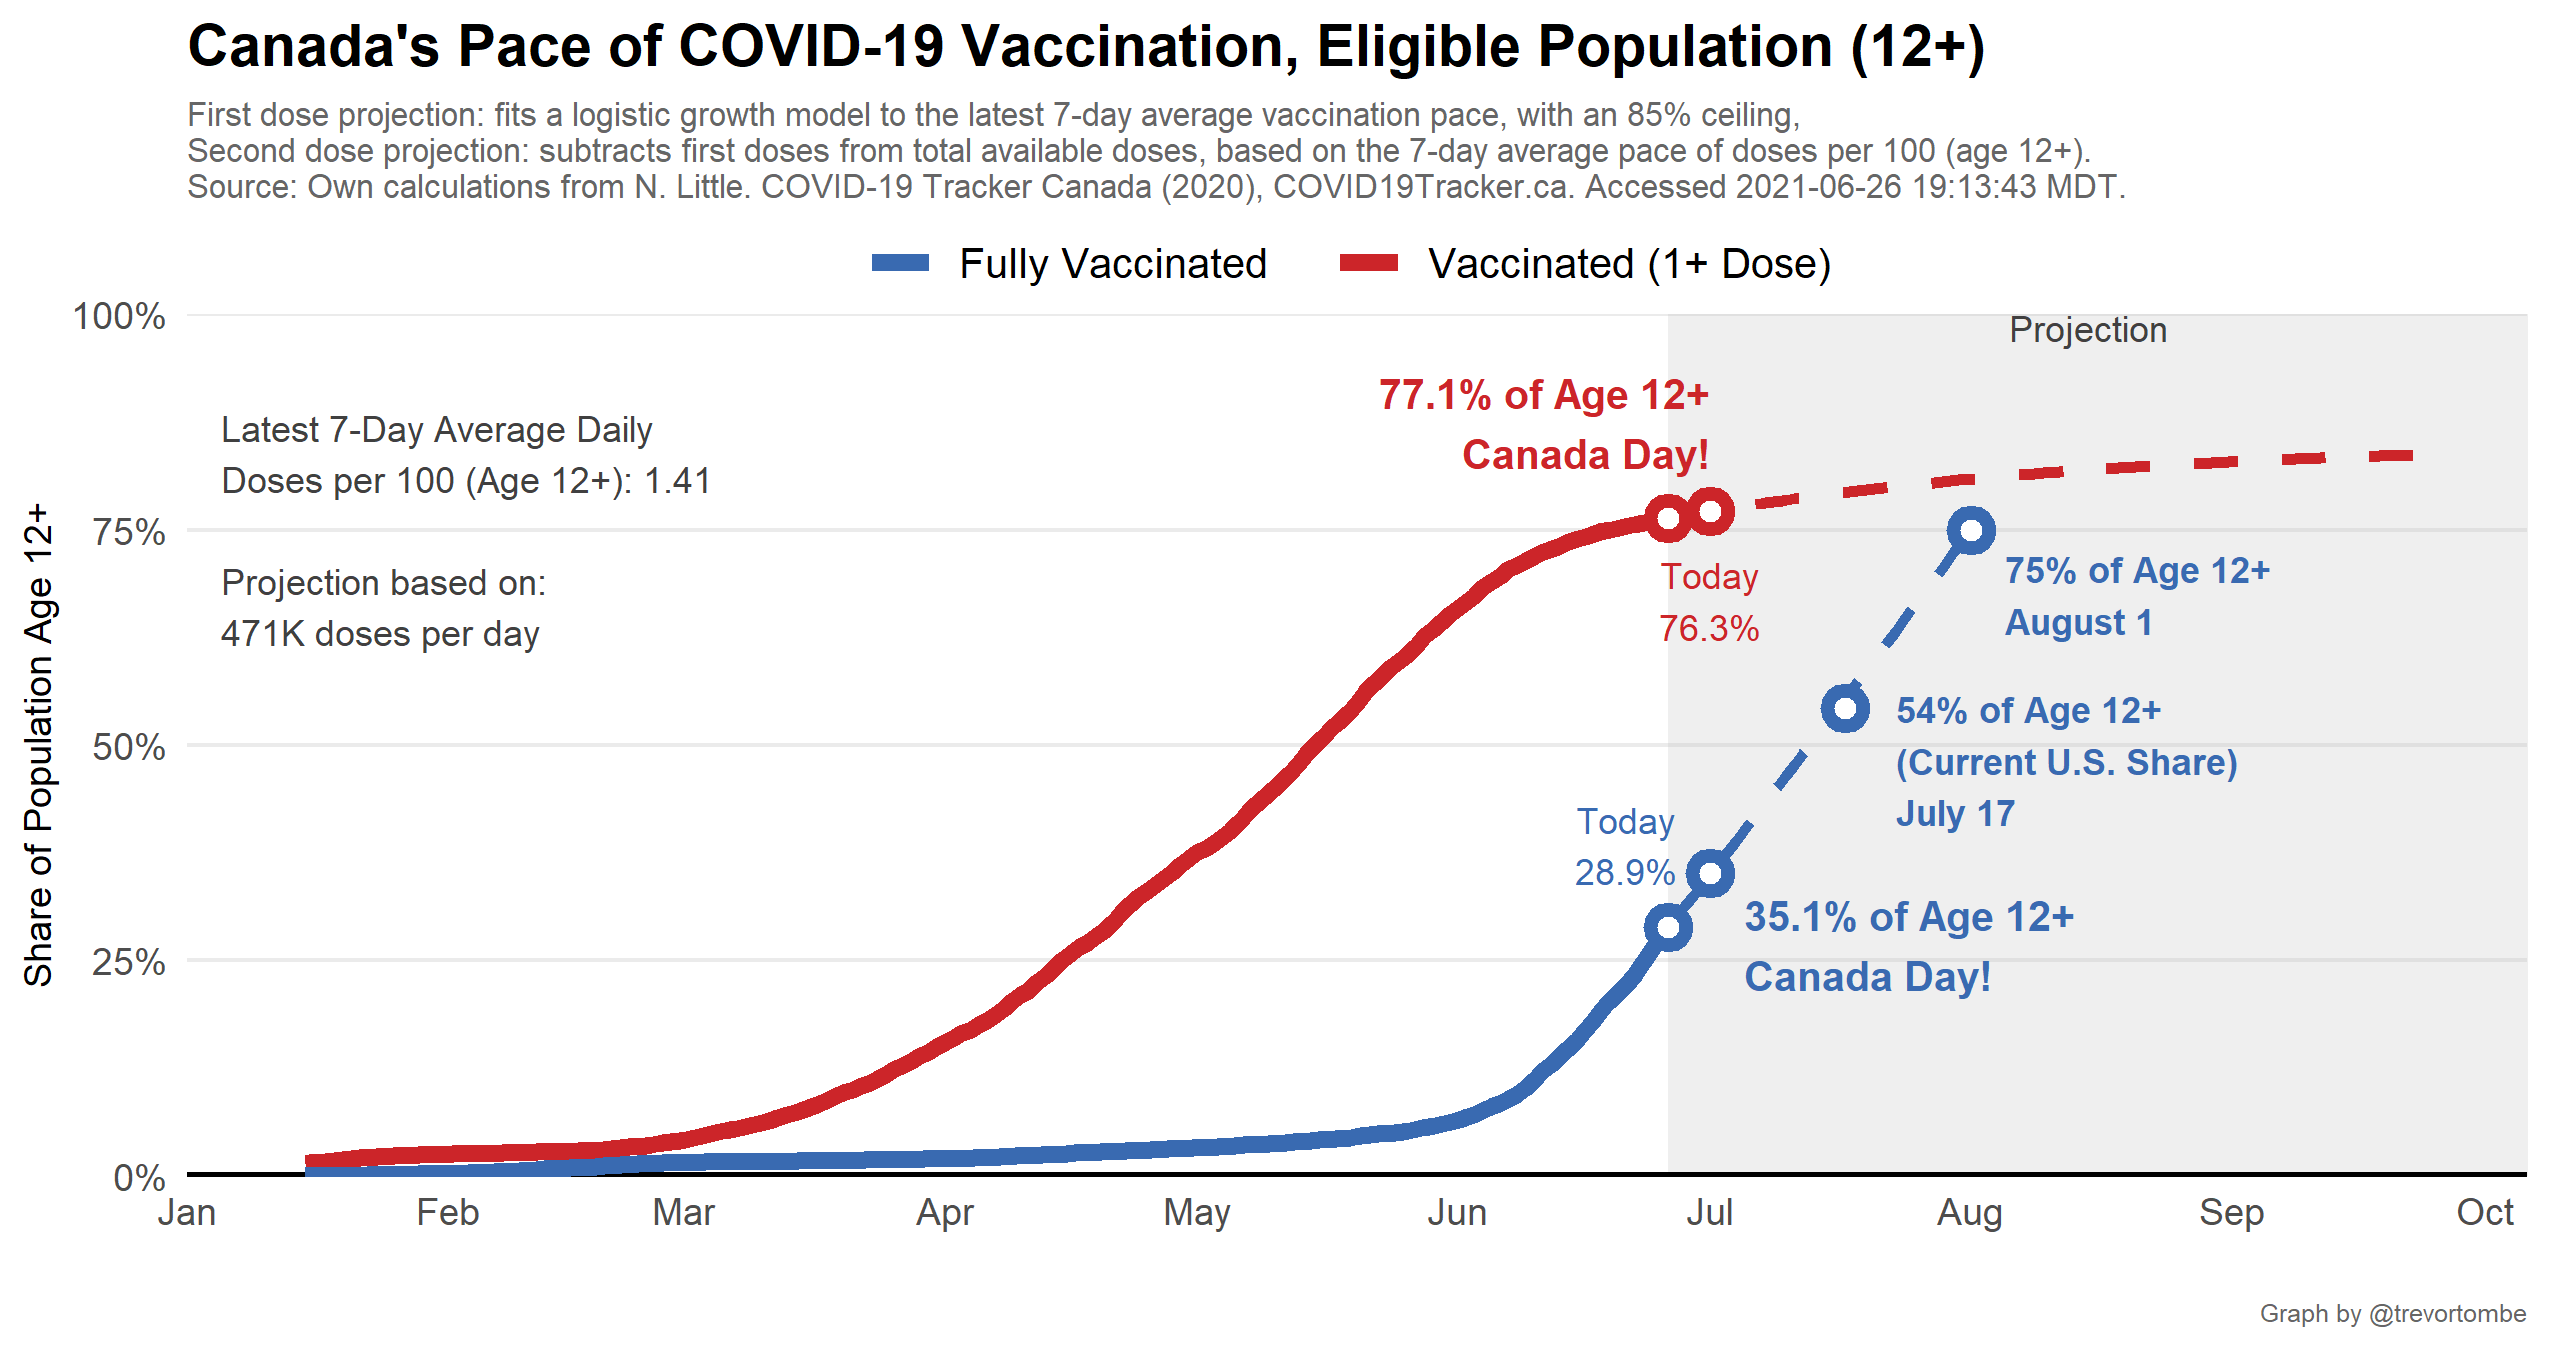 Canada's Pace of COVID-19 Vaccination, Eligible Population (12+)
First dose projection: fits a logistic growth model to the latest 7-day average vaccination pace, with an 85% ceiling,
Second dose projection: subtracts first doses from total available doses, based on the 7-day average pace of doses per 100 (age 12+).
Source: Own calculations from N. Little. COVID-19 Tracker Canada (2020), COVID19Tracker.ca. Accessed 2021-06-26 19:13:43 MDT.
Fully Vaccinated
Vaccinated (1+ Dose)
Share of Population Age 12+
100%
75%
50%
25%
0%
Projection
Latest 7-Day Average Daily
Doses per 100 (Age 12+): 1.41
Projection based on:
471K doses per day
77.1% of Age 12+
Canada Day!
Today
76.3%
75% of Age 12+
August 1
54% of Age 12+
(Current U.S. Share)
July 17
Today
28.9%
35.1% of Age 12+
Canada Day!
Jan
Feb
Mar
Apr
May
Jun
Jul
Aug
Sep
Oct
Graph by @trevortombe